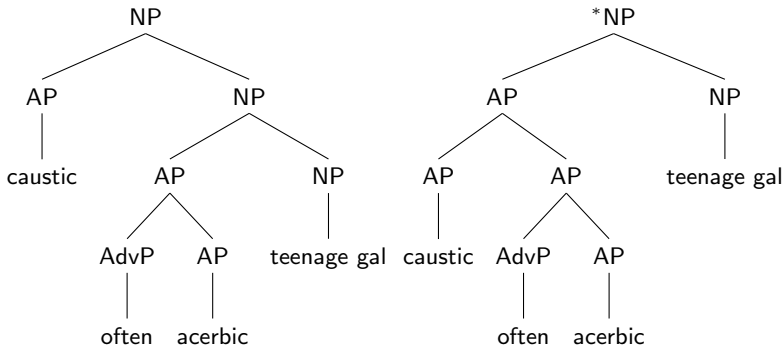 NP *NP
AP NP AP NP
caustic AP NP AP AP teenage gal
AdvP AP teenage gal caustic AdvP AP
often acerbic often acerbic